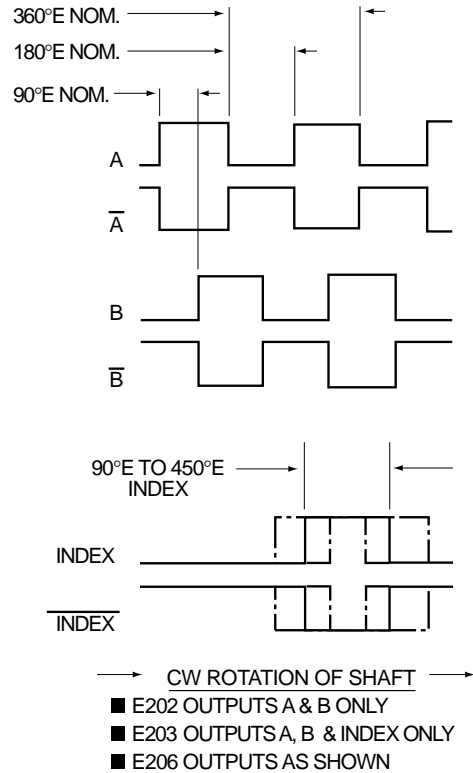 360°E NOM.
180°E NOM.
90°E NOM.
A
A̅
B
B̅
90°E TO 450°E
INDEX
INDEX
I̅N̅D̅E̅X̅
CW ROTATION OF SHAFT
■ E202 OUTPUTS A & B ONLY
■ E203 OUTPUTS A, B & INDEX ONLY
■ E206 OUTPUTS AS SHOWN